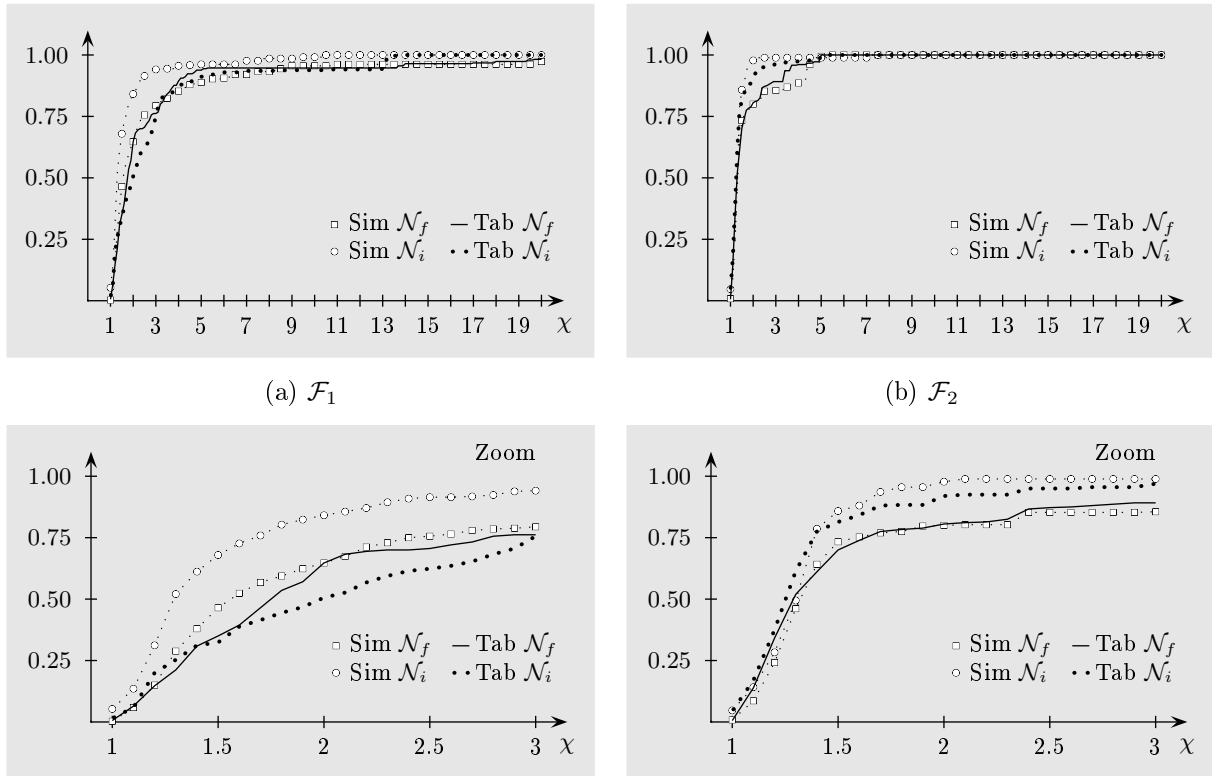 1.00
0.75
0.50
0.25
1 3 5 7 9 11 13 15 17 19 χ
□ Sim 𝒩f — Tab 𝒩f
○ Sim 𝒩i •• Tab 𝒩i
(a) ℱ1
1.00
0.75
0.50
0.25
1 3 5 7 9 11 13 15 17 19 χ
□ Sim 𝒩f — Tab 𝒩f
○ Sim 𝒩i •• Tab 𝒩i
(b) ℱ2
Zoom
1.00
0.75
0.50
0.25
1 1.5 2 2.5 3 χ
□ Sim 𝒩f — Tab 𝒩f
○ Sim 𝒩i •• Tab 𝒩i
Zoom
1.00
0.75
0.50
0.25
1 1.5 2 2.5 3 χ
□ Sim 𝒩f — Tab 𝒩f
○ Sim 𝒩i •• Tab 𝒩i